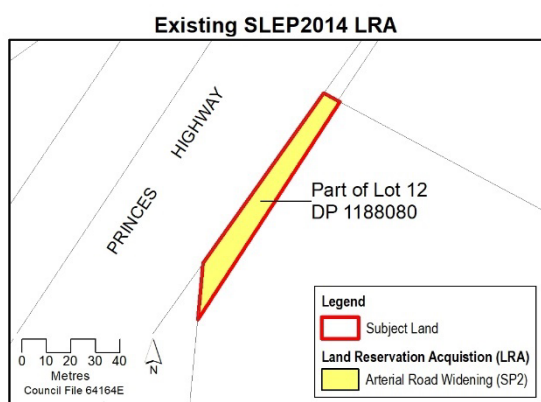 Existing SLEP2014 LRA
PRINCES HIGHWAY
Part of Lot 12
DP 1188080
Legend
Subject Land
Land Reservation Acquistion (LRA)
Arterial Road Widening (SP2)
0 10 20 30 40
Metres
Council File 64164E
N